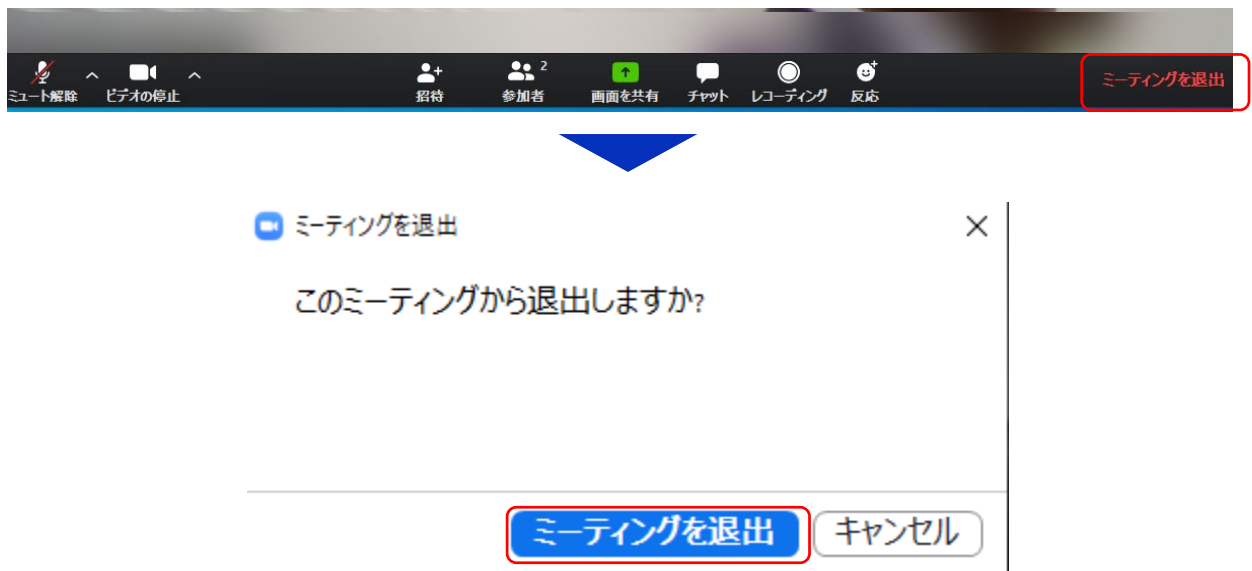 2
ミュート解除 ビデオの停止 招待 参加者 画面を共有 チャット レコーディング 反応 ミーティングを退出
ミーティングを退出
このミーティングから退出しますか?
ミーティングを退出 キャンセル